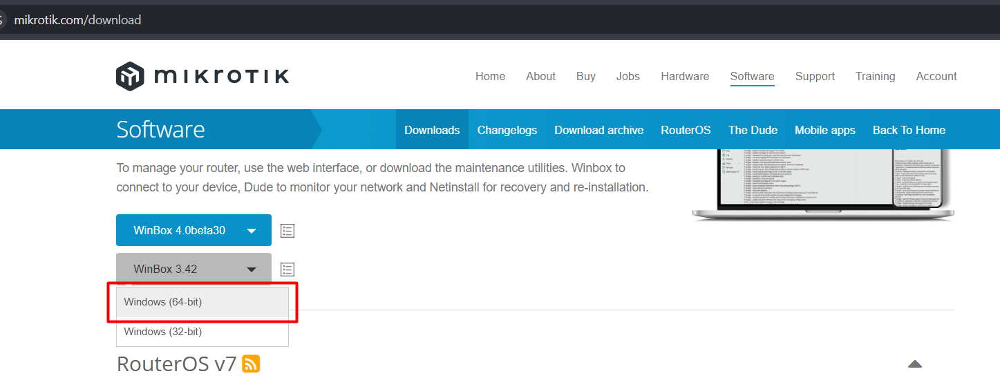 mikrotik.com/download
mikrotik
Home About Buy Jobs Hardware Software Support Training Account
Software
Downloads Changelogs Download archive RouterOS The Dude Mobile apps Back To Home
To manage your router, use the web interface, or download the maintenance utilities. Winbox to
connect to your device, Dude to monitor your network and Netinstall for recovery and re-installation.
WinBox 4.0beta30
WinBox 3.42
Windows (64-bit)
Windows (32-bit)
RouterOS v7